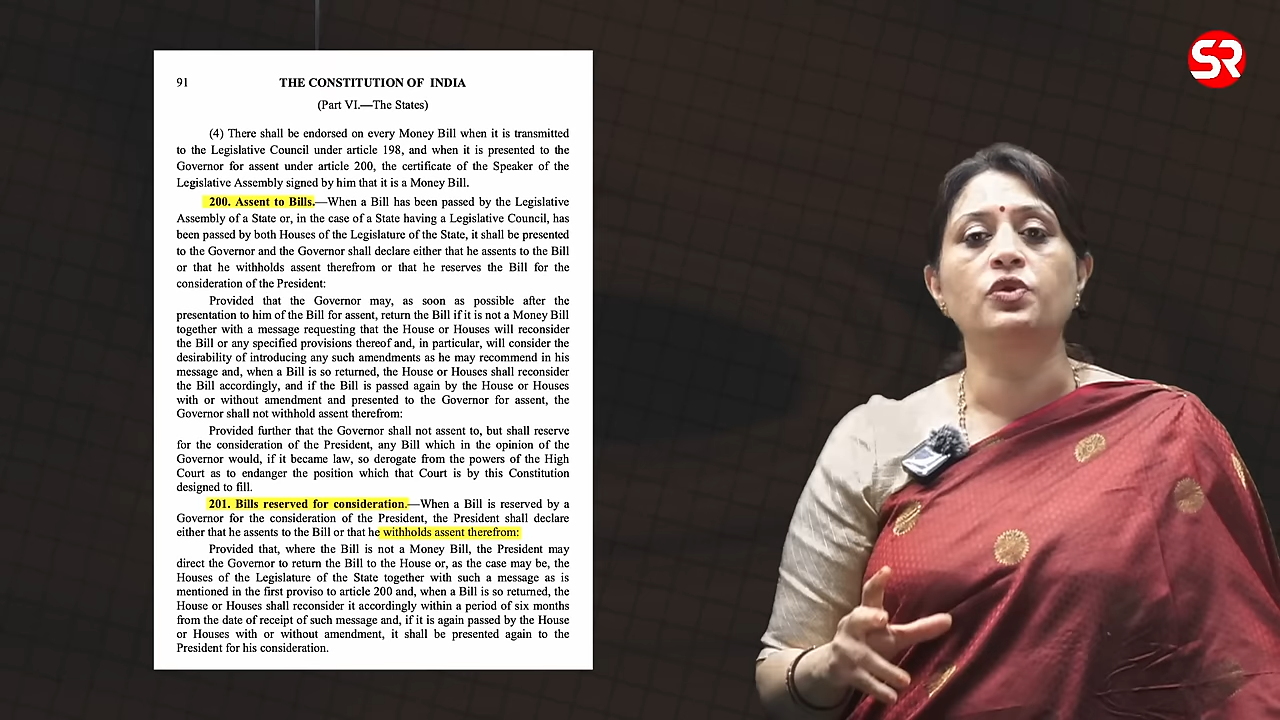 SR
91 THE CONSTITUTION OF INDIA
(Part VI.—The States)
(4) There shall be endorsed on every Money Bill when it is transmitted
to the Legislative Council under article 198, and when it is presented to the
Governor for assent under article 200, the certificate of the Speaker of the
Legislative Assembly signed by him that it is a Money Bill.
200. Assent to Bills.—When a Bill has been passed by the Legislative
Assembly of a State or, in the case of a State having a Legislative Council, has
been passed by both Houses of the Legislature of the State, it shall be presented
to the Governor and the Governor shall declare either that he assents to the Bill
or that he withholds assent therefrom or that he reserves the Bill for the
consideration of the President:
Provided that the Governor may, as soon as possible after the
presentation to him of the Bill for assent, return the Bill if it is not a Money Bill
together with a message requesting that the House or Houses will reconsider
the Bill or any specified provisions thereof and, in particular, will consider the
desirability of introducing any such amendments as he may recommend in his
message and, when a Bill is so returned, the House or Houses shall reconsider
the Bill accordingly, and if the Bill is passed again by the House or Houses
with or without amendment and presented to the Governor for assent, the
Governor shall not withhold assent therefrom:
Provided further that the Governor shall not assent to, but shall reserve
for the consideration of the President, any Bill which in the opinion of the
Governor would, if it became law, so derogate from the powers of the High
Court as to endanger the position which that Court is by this Constitution
designed to fill.
201. Bills reserved for consideration.—When a Bill is reserved by a
Governor for the consideration of the President, the President shall declare
either that he assents to the Bill or that he withholds assent therefrom:
Provided that, where the Bill is not a Money Bill, the President may
direct the Governor to return the Bill to the House or, as the case may be, the
Houses of the Legislature of the State together with such a message as is
mentioned in the first proviso to article 200 and, when a Bill is so returned, the
House or Houses shall reconsider it accordingly within a period of six months
from the date of receipt of such message and, if it is again passed by the House
or Houses with or without amendment, it shall be presented again to the
President for his consideration.